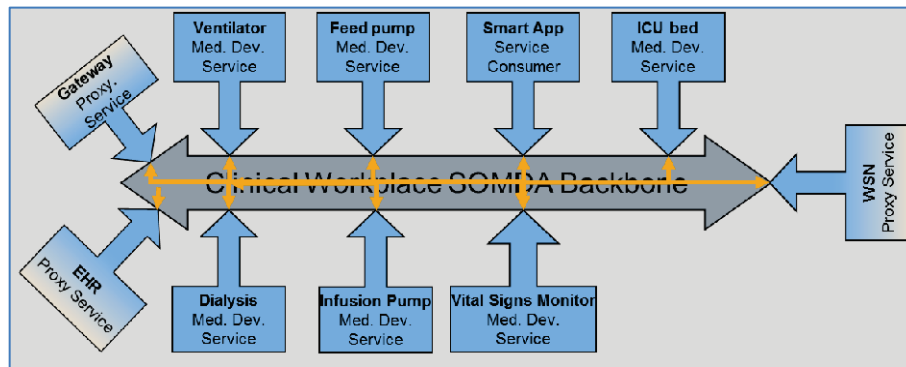 Ventilator
Med. Dev.
Service
Feed pump
Med. Dev.
Service
Smart App
Service
Consumer
ICU bed
Med. Dev.
Service
Gateway
Proxy.
Service
Clinical Workplace SOMDA Backbone
WSN
Proxy Service
EHR
Proxy Service
Dialysis
Med. Dev.
Service
Infusion Pump
Med. Dev.
Service
Vital Signs Monitor
Med. Dev.
Service